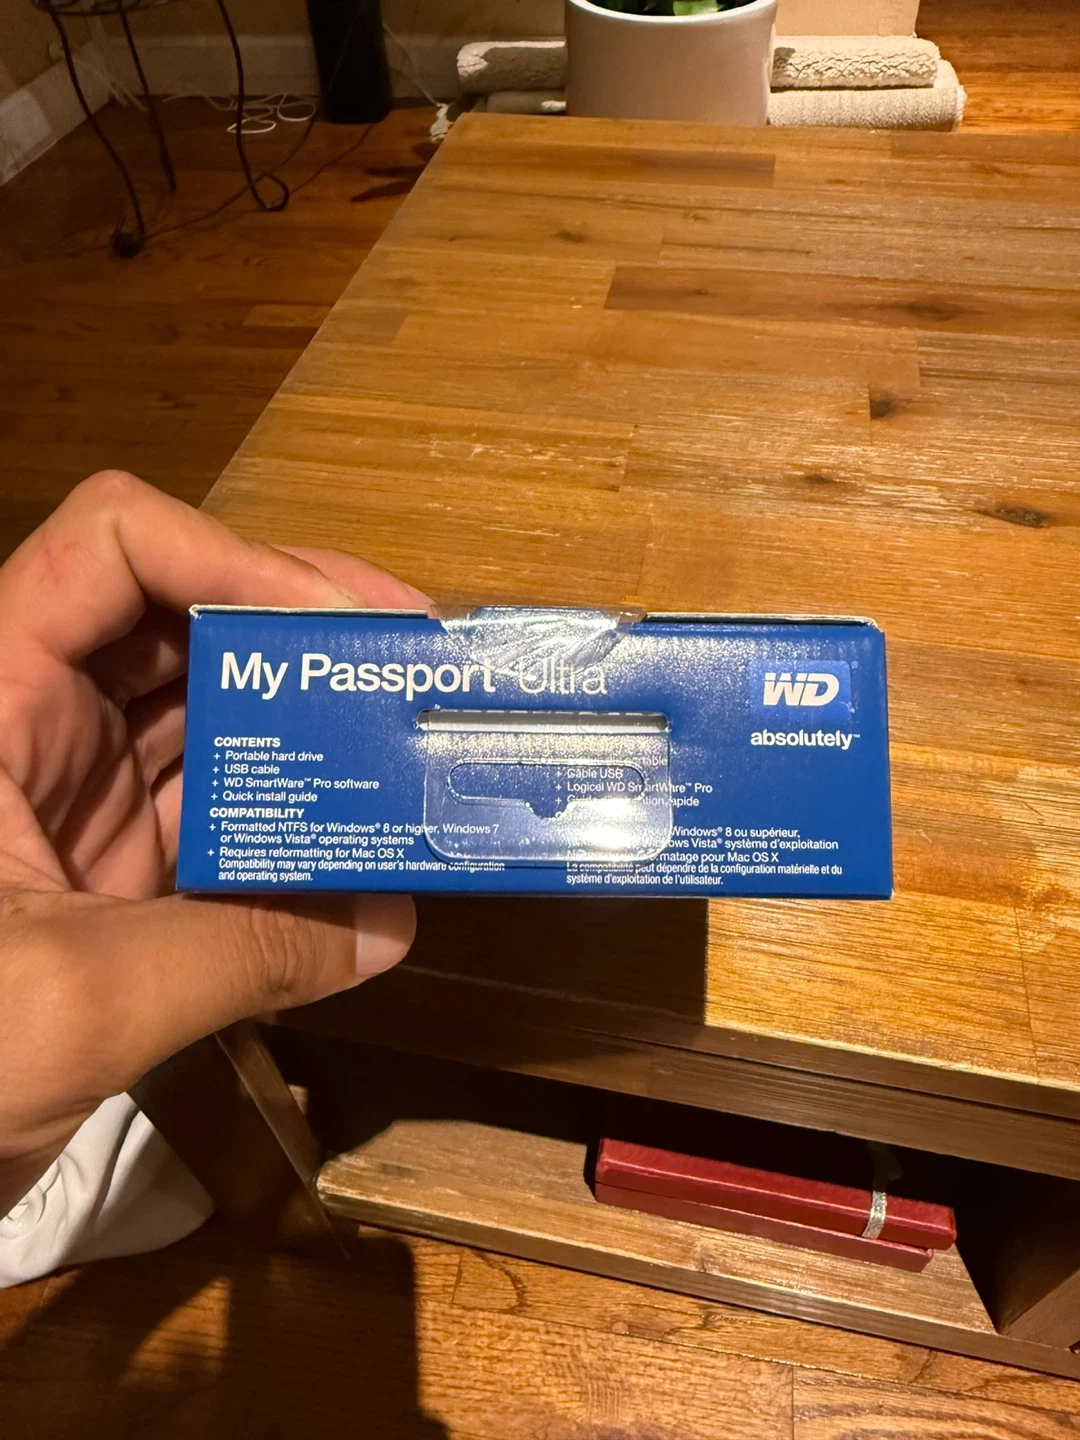 My Passport Ultra
WD
absolutely™
CONTENTS
+ Portable hard drive
+ USB cable
+ WD SmartWare™ Pro software
+ Quick install guide
COMPATIBILITY
+ Formatted NTFS for Windows® 8 or higher, Windows 7
or Windows Vista® operating systems
+ Requires reformatting for Mac OS X
Compatibility may vary depending on user's hardware configuration
and operating system.
portable
+ Câble USB
+ Logiciel WD SmartWare™ Pro
+ rapide
Windows® 8 ou supérieur,
Vista® système d'exploitation
pour Mac OS X
La compatibilité peut dépendre de la configuration matérielle et du
système d'exploitation de l'utilisateur.